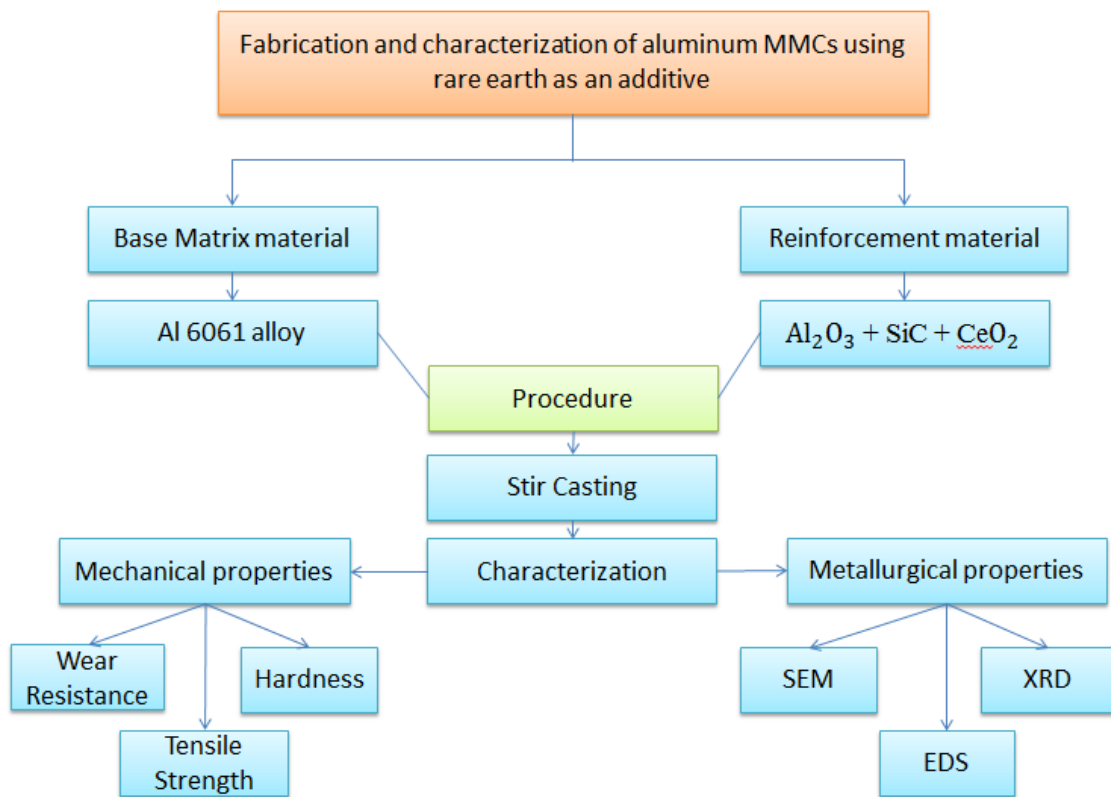 Fabrication and characterization of aluminum MMCs using
rare earth as an additive
Base Matrix material
Reinforcement material
Al 6061 alloy
Al₂O₃ + SiC + CeO₂
Procedure
Stir Casting
Mechanical properties
Characterization
Metallurgical properties
Wear
Resistance
Hardness
SEM
XRD
Tensile
Strength
EDS